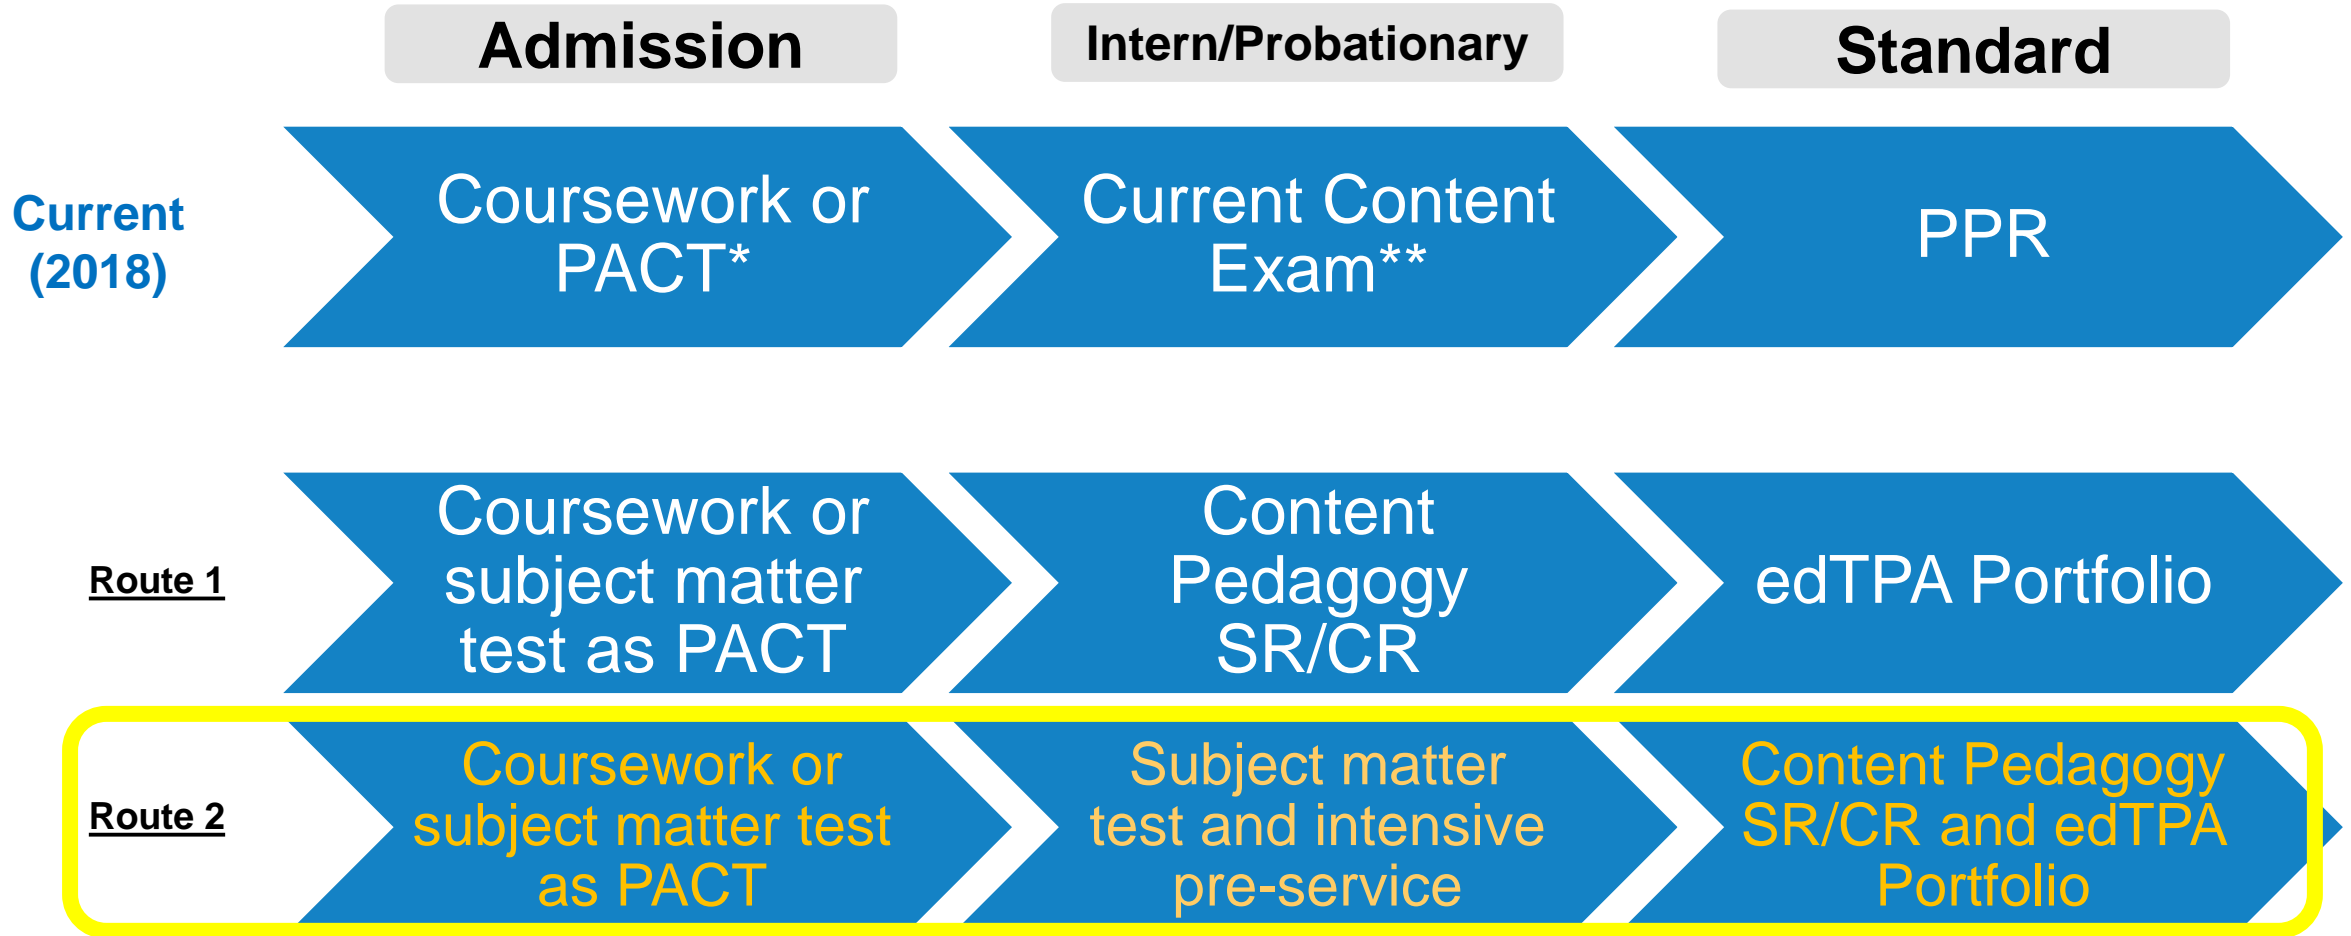 Admission
Intern/Probationary
Standard
Current
(2018)
Coursework or
PACT*
Current Content
Exam**
PPR
Route 1
Coursework or
subject matter
test as PACT
Content
Pedagogy
SR/CR
edTPA Portfolio
Route 2
Coursework or
subject matter test
as PACT
Subject matter
test and intensive
pre-service
Content Pedagogy
SR/CR and edTPA
Portfolio